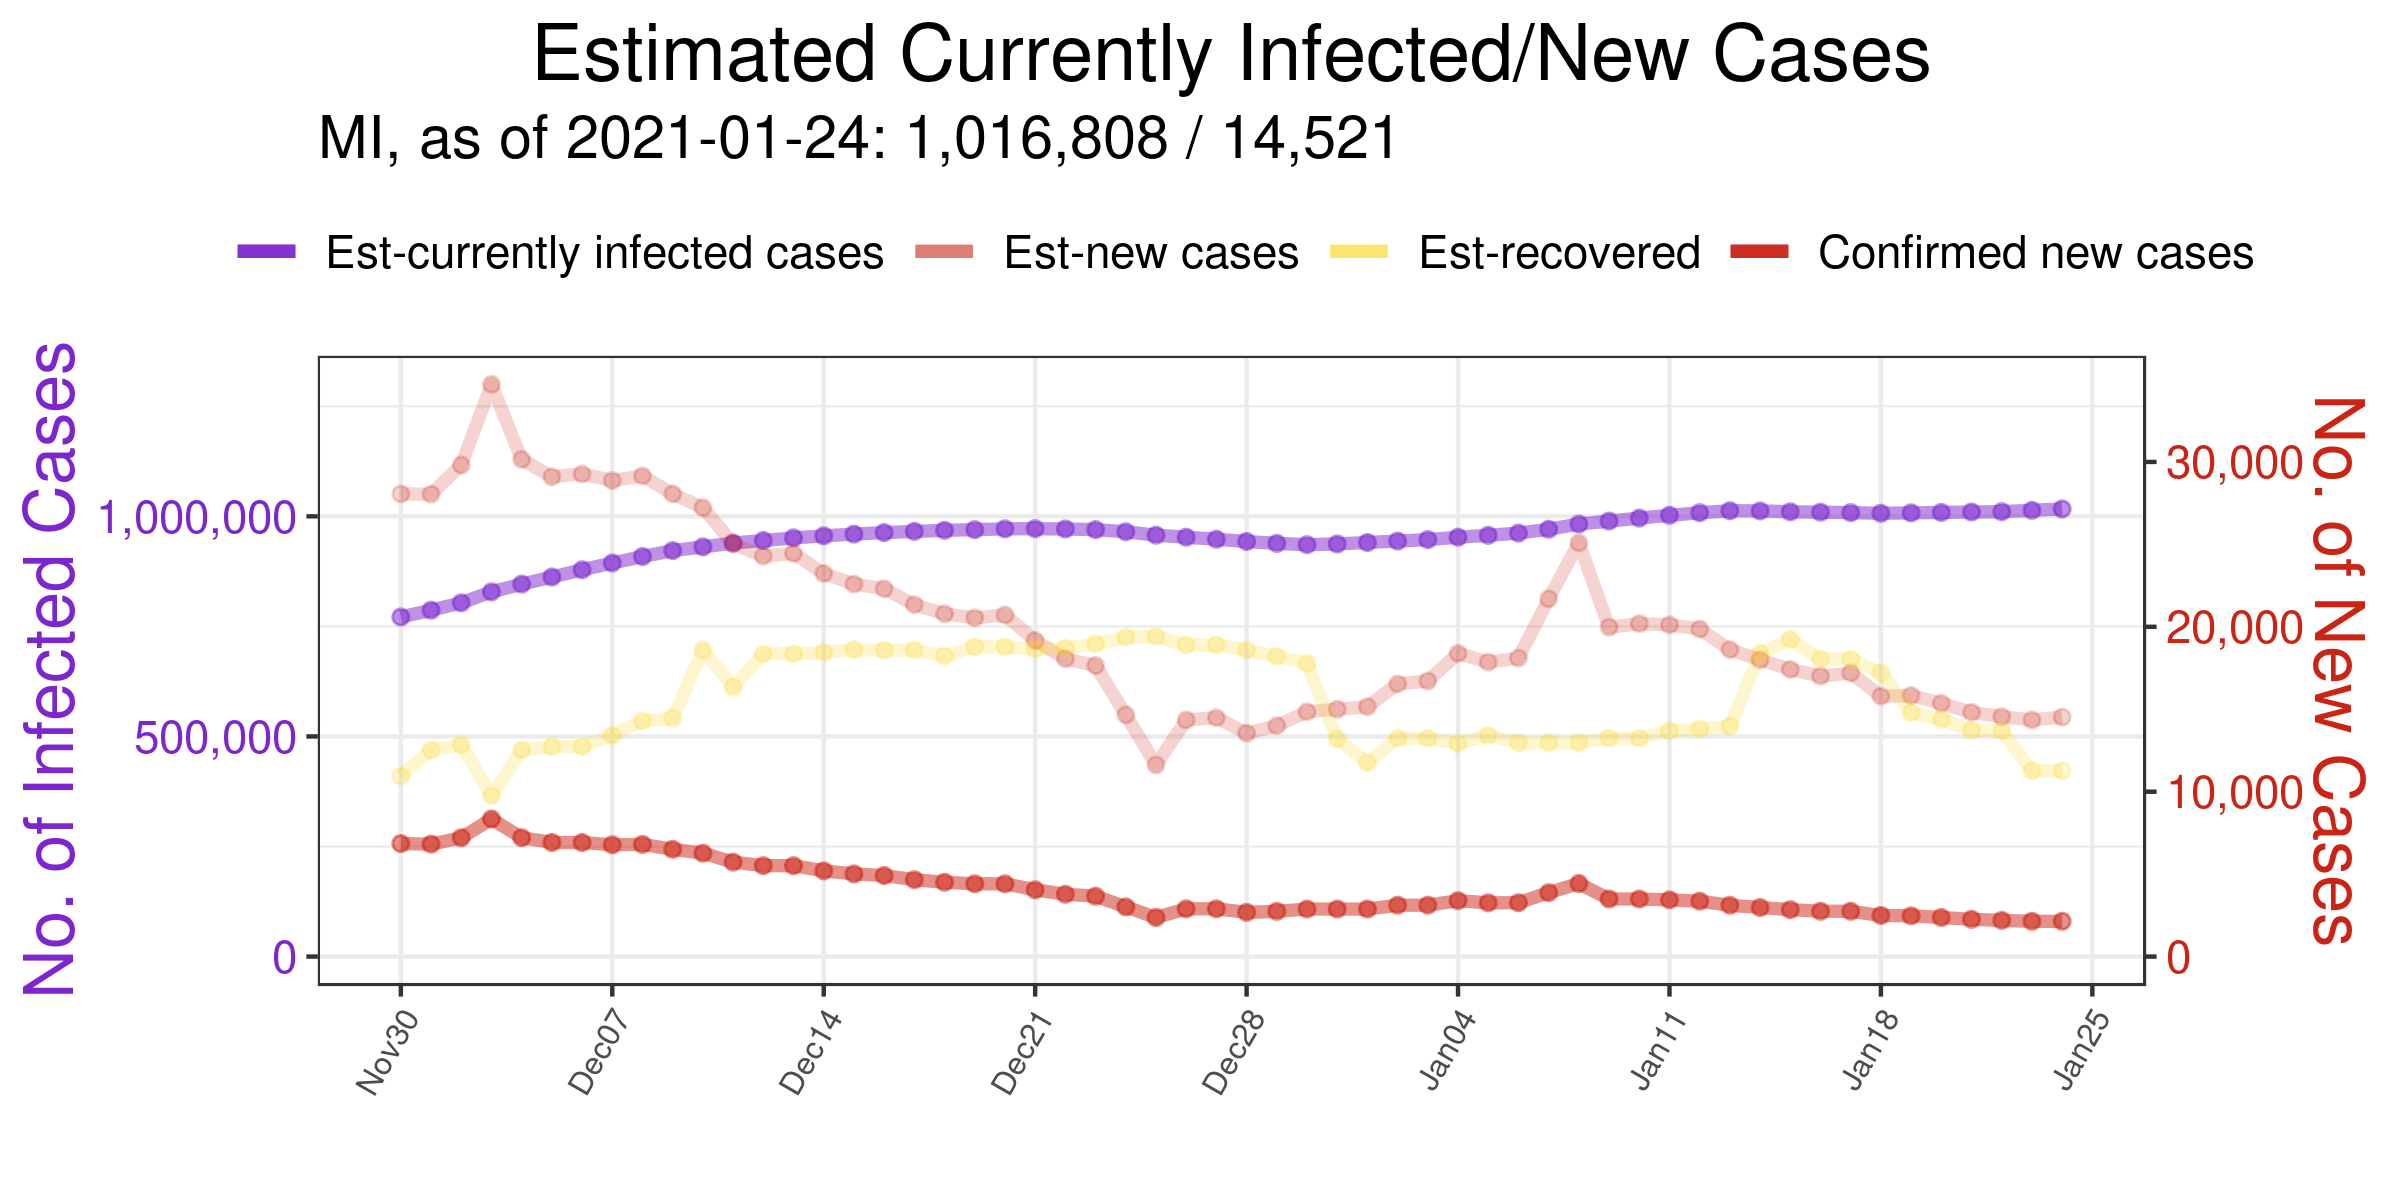 Estimated Currently Infected/New Cases
MI, as of 2021-01-24: 1,016,808 / 14,521
Est-currently infected cases
Est-new cases
Est-recovered
Confirmed new cases
No. of Infected Cases
1,000,000
500,000
0
No. of New Cases
30,000
20,000
10,000
0
Nov30
Dec07
Dec14
Dec21
Dec28
Jan04
Jan11
Jan18
Jan25